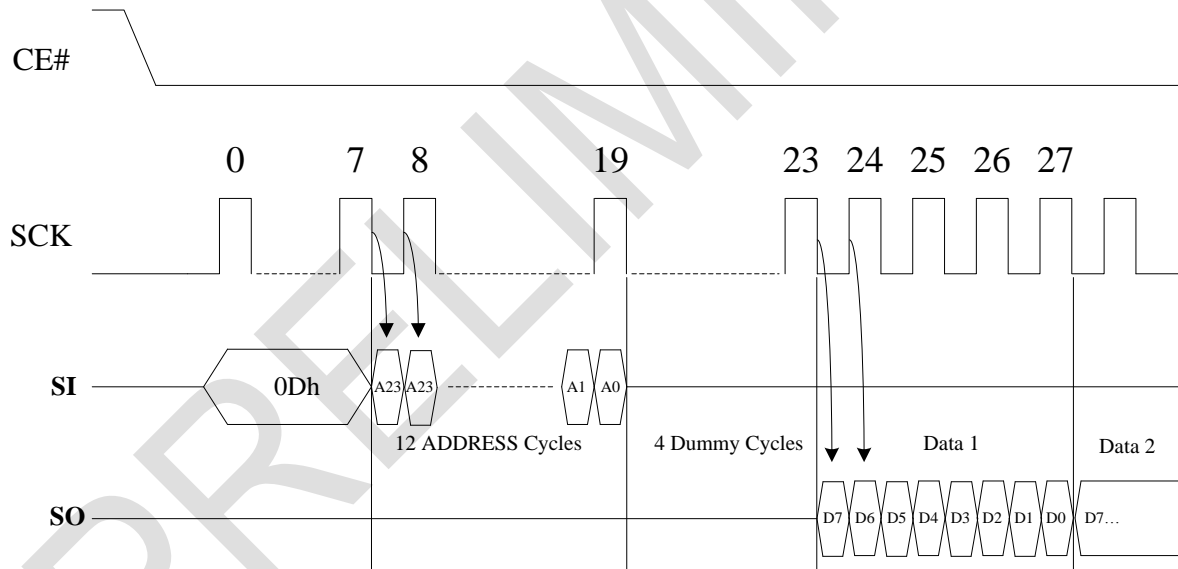 CE#
0 7 8 19 23 24 25 26 27
SCK
SI 0Dh A23 A23 A1 A0
12 ADDRESS Cycles 4 Dummy Cycles Data 1 Data 2
SO D7 D6 D5 D4 D3 D2 D1 D0 D7...